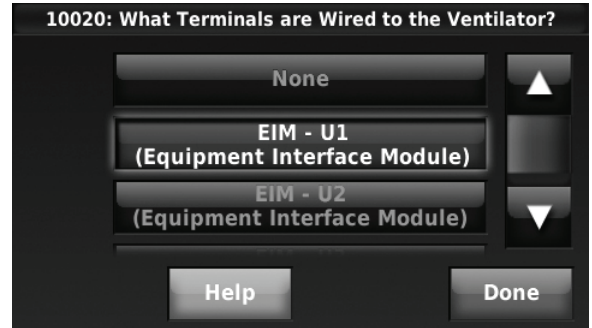 10020: What Terminals are Wired to the Ventilator?
None
EIM - U1
(Equipment Interface Module)
EIM - U2
(Equipment Interface Module)
Help
Done